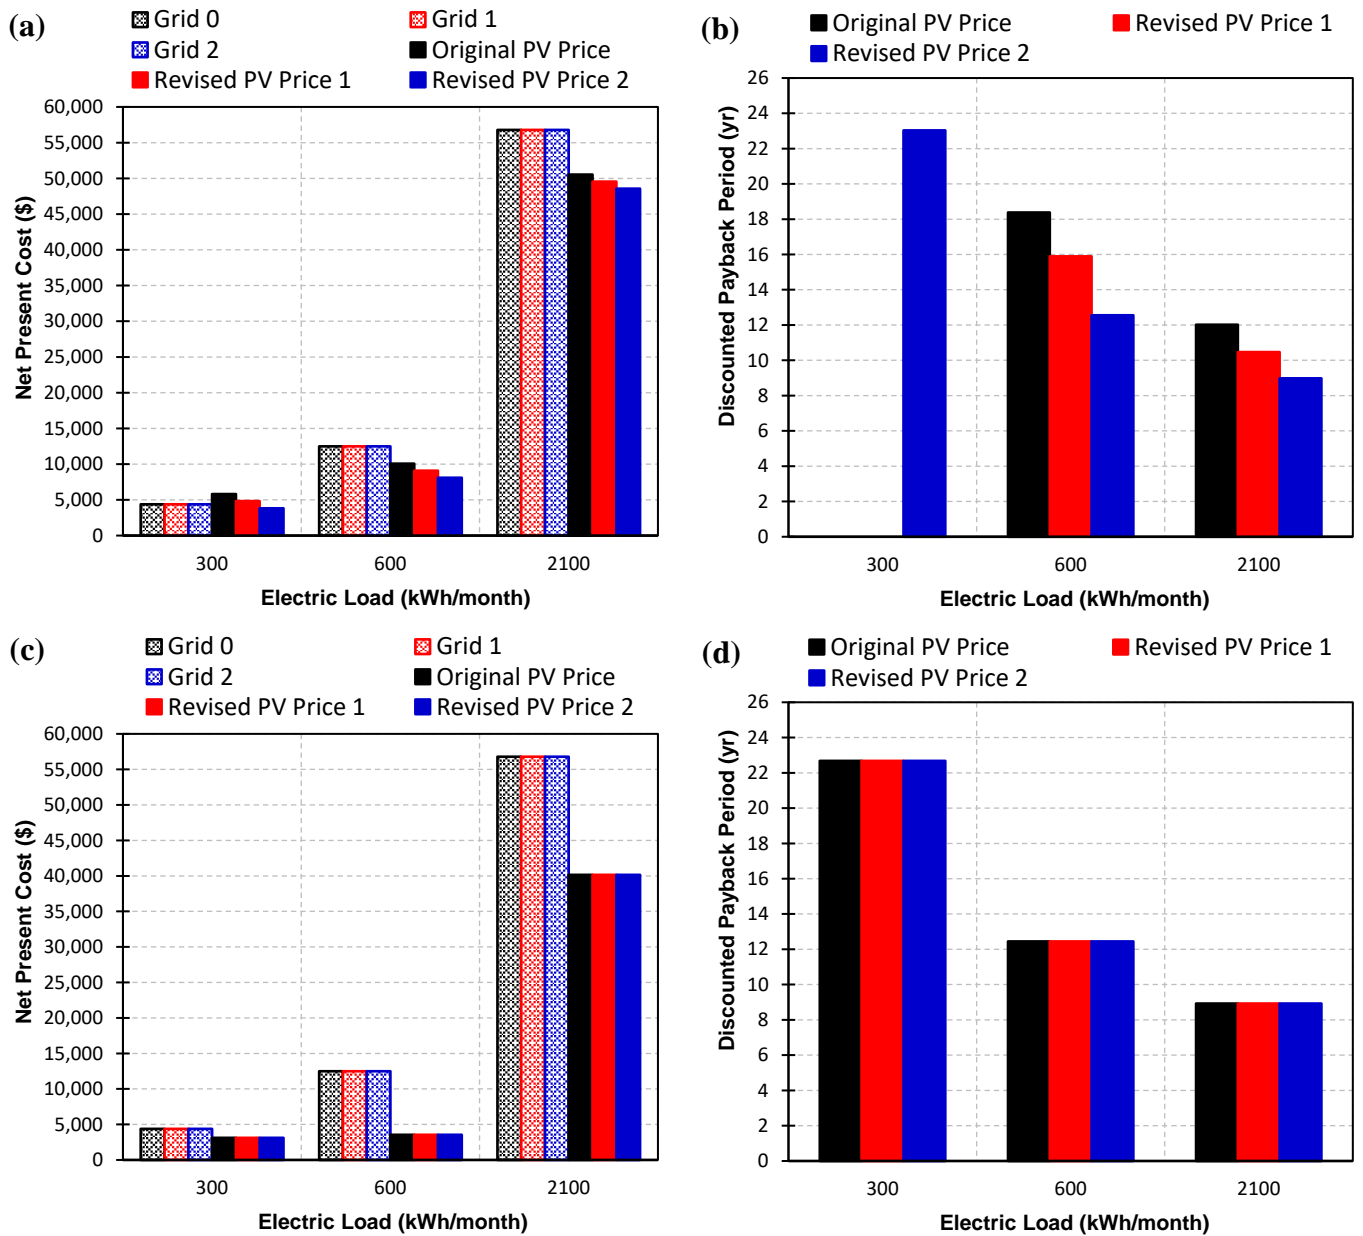 (a)
Grid 0 Grid 1
Grid 2 Original PV Price
Revised PV Price 1 Revised PV Price 2
60,000
55,000
50,000
45,000
40,000
35,000
30,000
25,000
20,000
15,000
10,000
5,000
0
Net Present Cost ($)
300 600 2100
Electric Load (kWh/month)
(b)
Original PV Price Revised PV Price 1
Revised PV Price 2
26
24
22
20
18
16
14
12
10
8
6
4
2
0
Discounted Payback Period (yr)
300 600 2100
Electric Load (kWh/month)
(c)
Grid 0 Grid 1
Grid 2 Original PV Price
Revised PV Price 1 Revised PV Price 2
60,000
55,000
50,000
45,000
40,000
35,000
30,000
25,000
20,000
15,000
10,000
5,000
0
Net Present Cost ($)
300 600 2100
Electric Load (kWh/month)
(d)
Original PV Price Revised PV Price 1
Revised PV Price 2
26
24
22
20
18
16
14
12
10
8
6
4
2
0
Discounted Payback Period (yr)
300 600 2100
Electric Load (kWh/month)